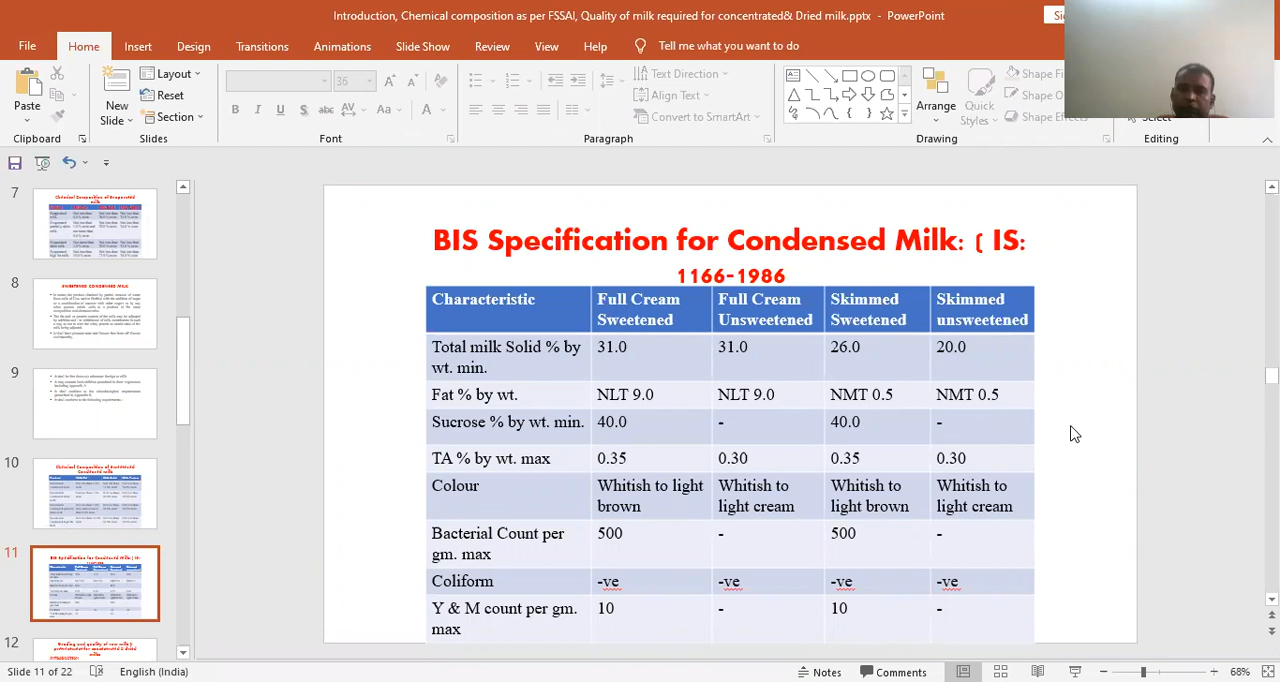 Introduction, Chemical composition as per FSSAI, Quality of milk required for concentrated& Dried milk.pptx - PowerPoint
File Home Insert Design Transitions Animations Slide Show Review View Help Tell me what you want to do
Paste
Clipboard
New
Slide
Layout
Reset
Section
Slides
36
B I U S abc AV Aa A
Font
Paragraph
Text Direction
Align Text
Convert to SmartArt
Arrange
Quick
Styles
Shape Fi
Shape O
Shape Effects
Drawing
Select
Editing
7
8
SWEETENED CONDENSED MILK
9
10
11
12
BIS Specification for Condensed Milk: ( IS:
1166-1986
Characteristic Full Cream Sweetened Full Cream Unsweetened Skimmed Sweetened Skimmed unsweetened
Total milk Solid % by wt. min. 31.0 31.0 26.0 20.0
Fat % by wt. NLT 9.0 NLT 9.0 NMT 0.5 NMT 0.5
Sucrose % by wt. min. 40.0 - 40.0 -
TA % by wt. max 0.35 0.30 0.35 0.30
Colour Whitish to light brown Whitish to light cream Whitish to light brown Whitish to light cream
Bacterial Count per gm. max 500 - 500 -
Coliform -ve -ve -ve -ve
Y & M count per gm. max 10 - 10 -
Slide 11 of 22 English (India) Notes Comments 68%